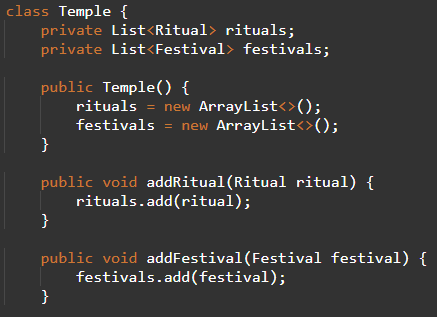 class Temple {
    private List<Ritual> rituals;
    private List<Festival> festivals;

    public Temple() {
        rituals = new ArrayList<>();
        festivals = new ArrayList<>();
    }

    public void addRitual(Ritual ritual) {
        rituals.add(ritual);
    }

    public void addFestival(Festival festival) {
        festivals.add(festival);
    }